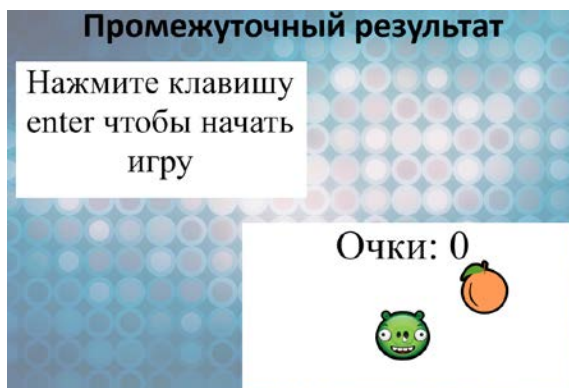 Промежуточный результат
Нажмите клавишу
enter чтобы начать
игру
Очки: 0